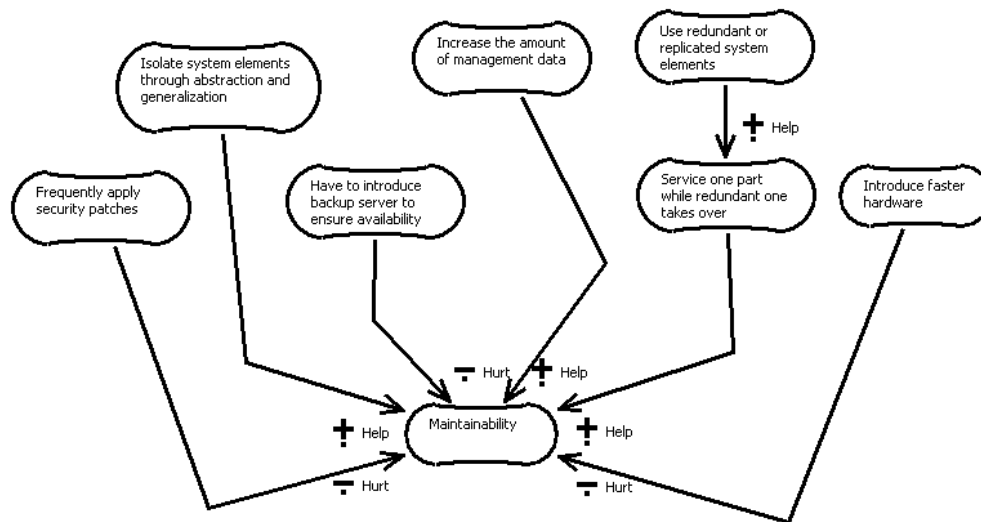 Isolate system elements
through abstraction and
generalization
Increase the amount
of management data
Use redundant or
replicated system
elements
Help
Frequently apply
security patches
Have to introduce
backup server to
ensure availability
Service one part
while redundant one
takes over
Introduce faster
hardware
Hurt
Help
Maintainability
Help
Help
Hurt
Hurt